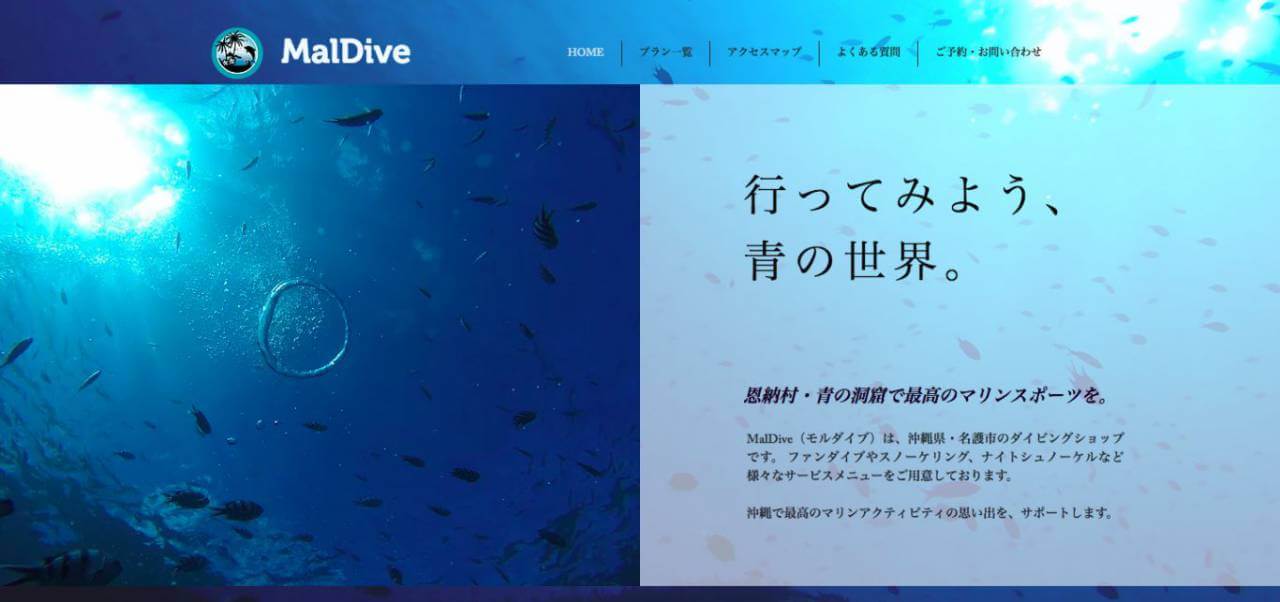 MalDive
HOME
プラン一覧
アクセスマップ
よくある質問
ご予約・お問い合わせ
行ってみよう、
青の世界。
恩納村・青の洞窟で最高のマリンスポーツを。
MalDive（モルダイブ）は、沖縄県・名護市のダイビングショップ
です。 ファンダイブやスノーケリング、ナイトシュノーケルなど
様々なサービスメニューをご用意しております。
沖縄で最高のマリンアクティビティの思い出を、サポートします。